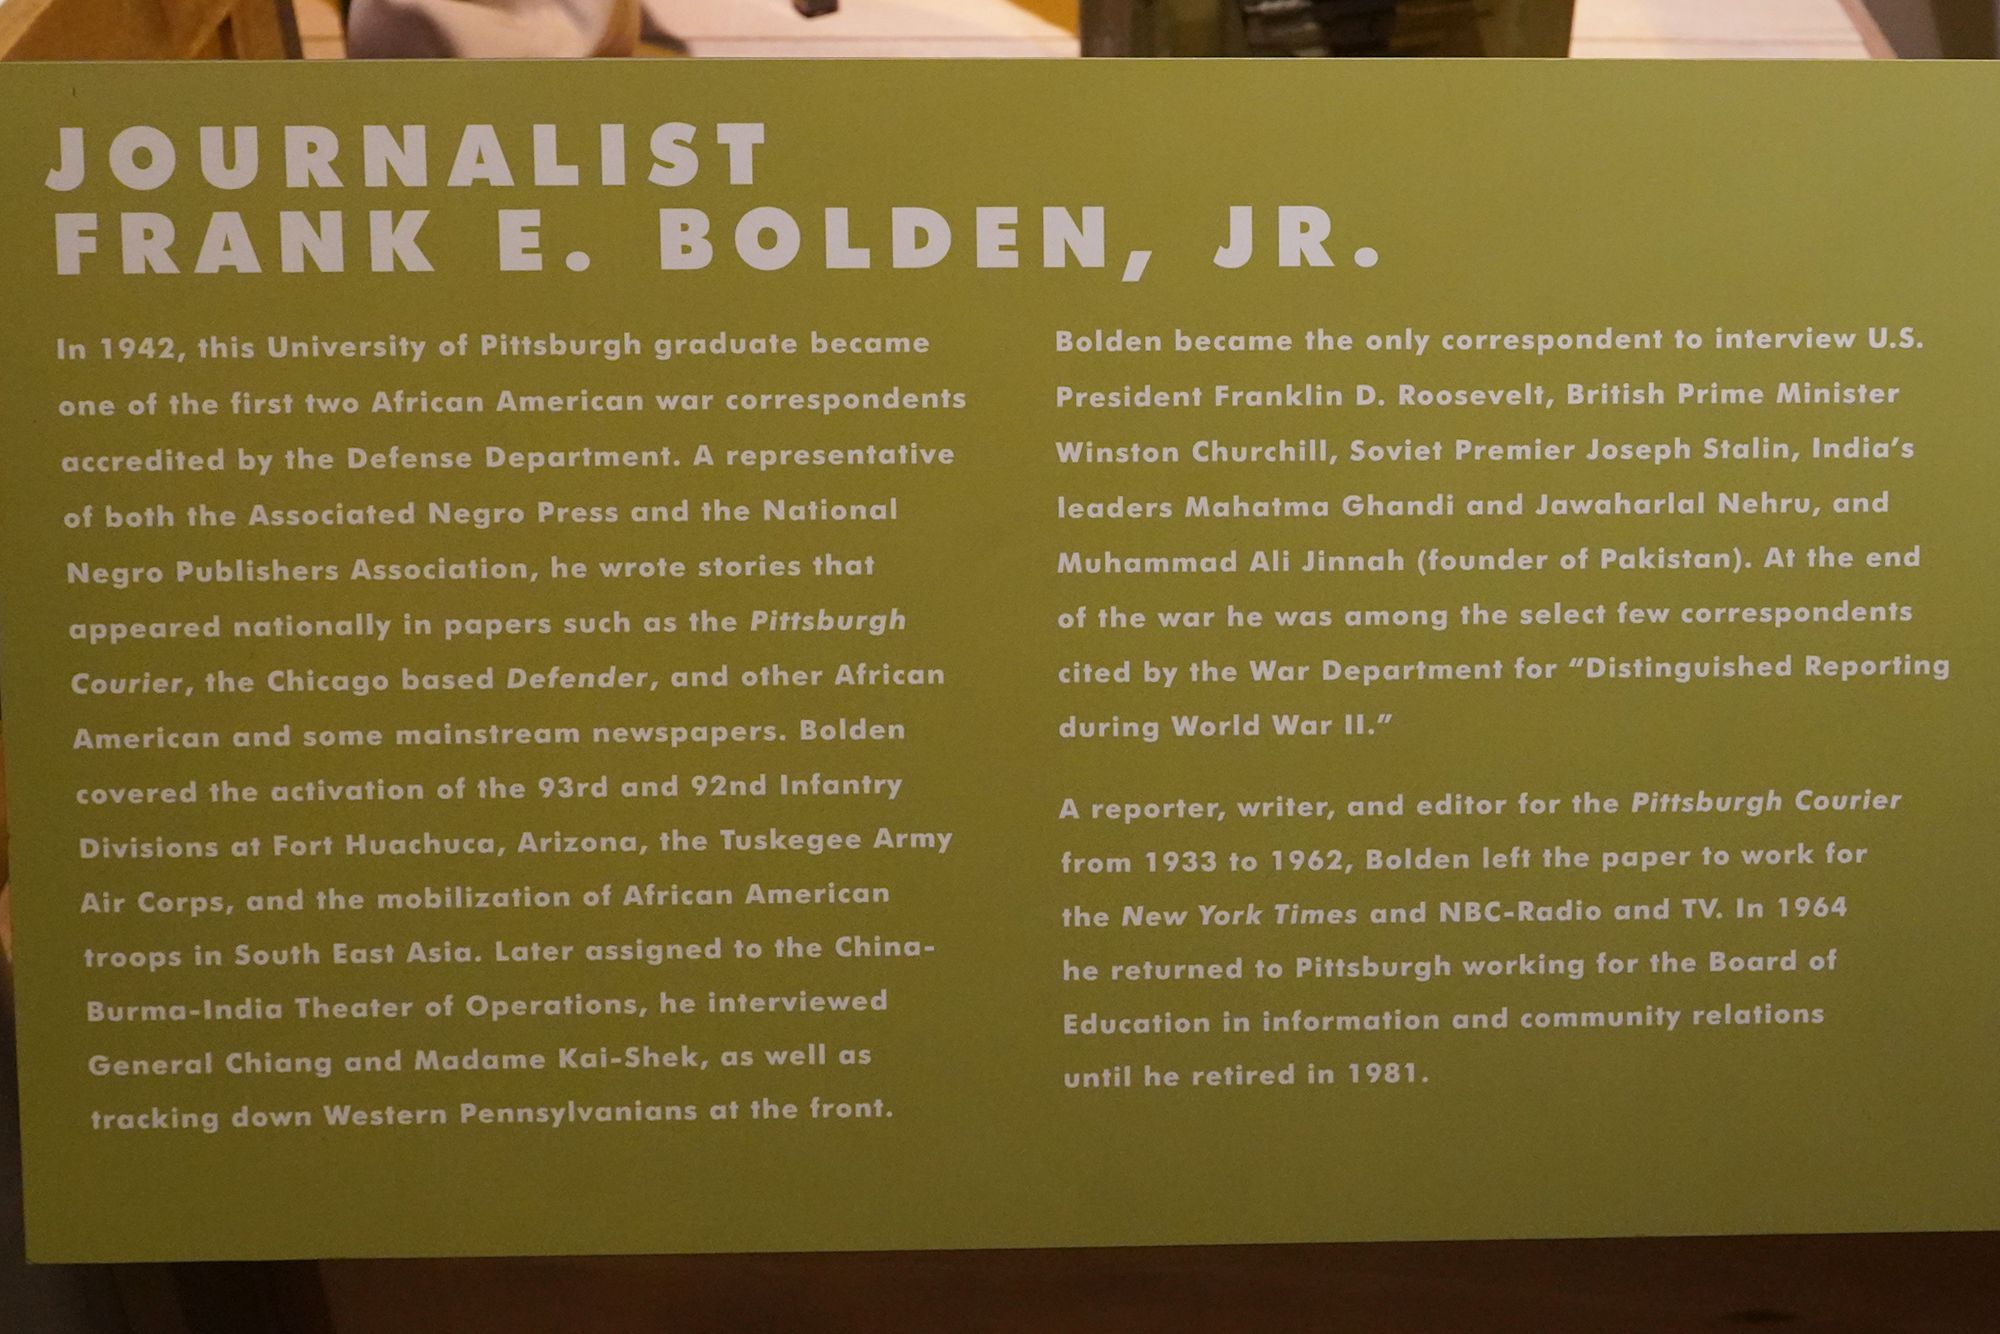 JOURNALIST
FRANK E. BOLDEN, JR.
In 1942, this University of Pittsburgh graduate became
one of the first two African American war correspondents
accredited by the Defense Department. A representative
of both the Associated Negro Press and the National
Negro Publishers Association, he wrote stories that
appeared nationally in papers such as the Pittsburgh
Courier, the Chicago based Defender, and other African
American and some mainstream newspapers. Bolden
covered the activation of the 93rd and 92nd Infantry
Divisions at Fort Huachuca, Arizona, the Tuskegee Army
Air Corps, and the mobilization of African American
troops in South East Asia. Later assigned to the China-
Burma-India Theater of Operations, he interviewed
General Chiang and Madame Kai-Shek, as well as
tracking down Western Pennsylvanians at the front.
Bolden became the only correspondent to interview U.S.
President Franklin D. Roosevelt, British Prime Minister
Winston Churchill, Soviet Premier Joseph Stalin, India's
leaders Mahatma Ghandi and Jawaharlal Nehru, and
Muhammad Ali Jinnah (founder of Pakistan). At the end
of the war he was among the select few correspondents
cited by the War Department for "Distinguished Reporting
during World War II."
A reporter, writer, and editor for the Pittsburgh Courier
from 1933 to 1962, Bolden left the paper to work for
the New York Times and NBC-Radio and TV. In 1964
he returned to Pittsburgh working for the Board of
Education in information and community relations
until he retired in 1981.